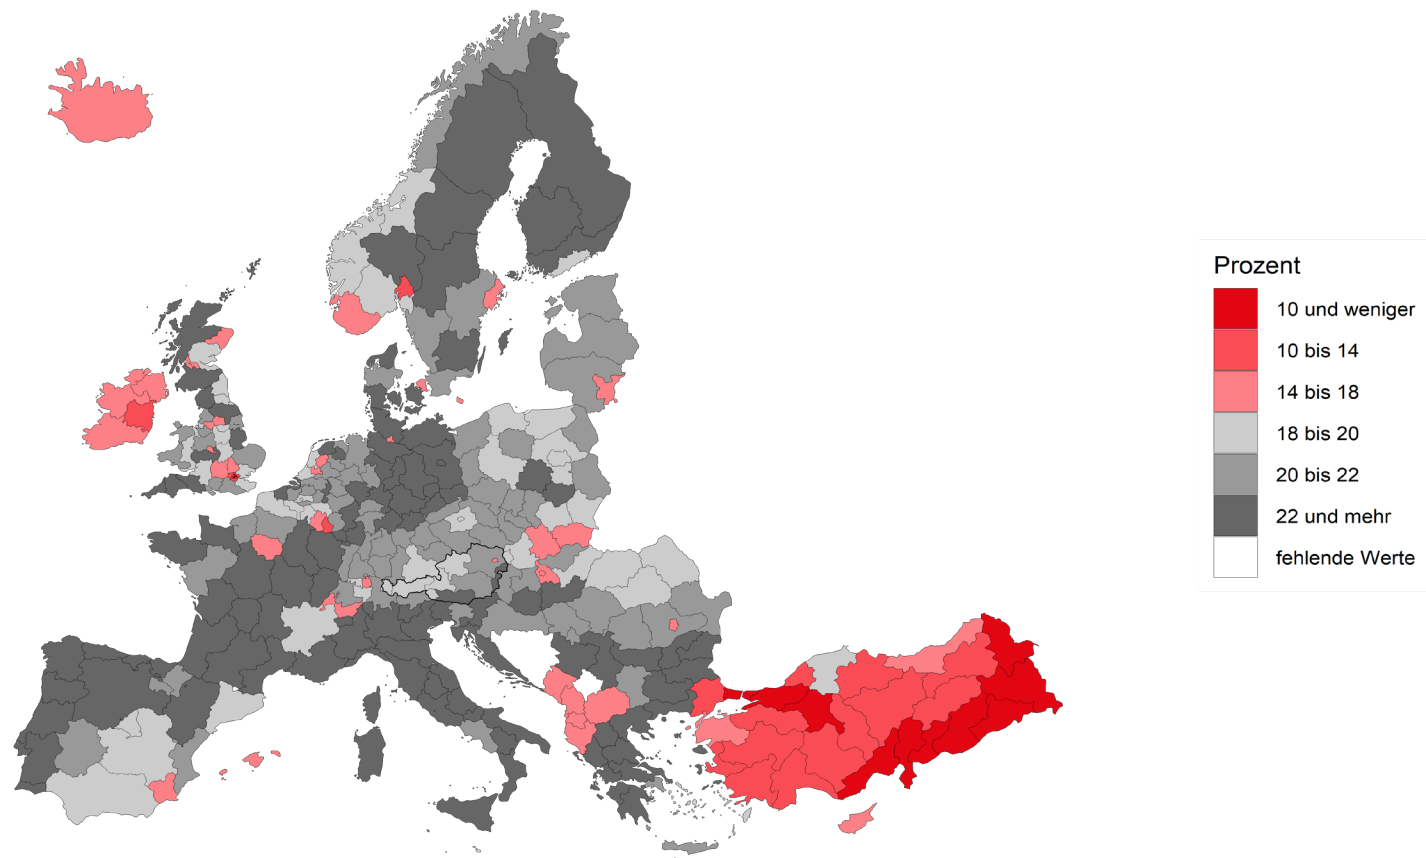 Prozent
10 und weniger
10 bis 14
14 bis 18
18 bis 20
20 bis 22
22 und mehr
fehlende Werte